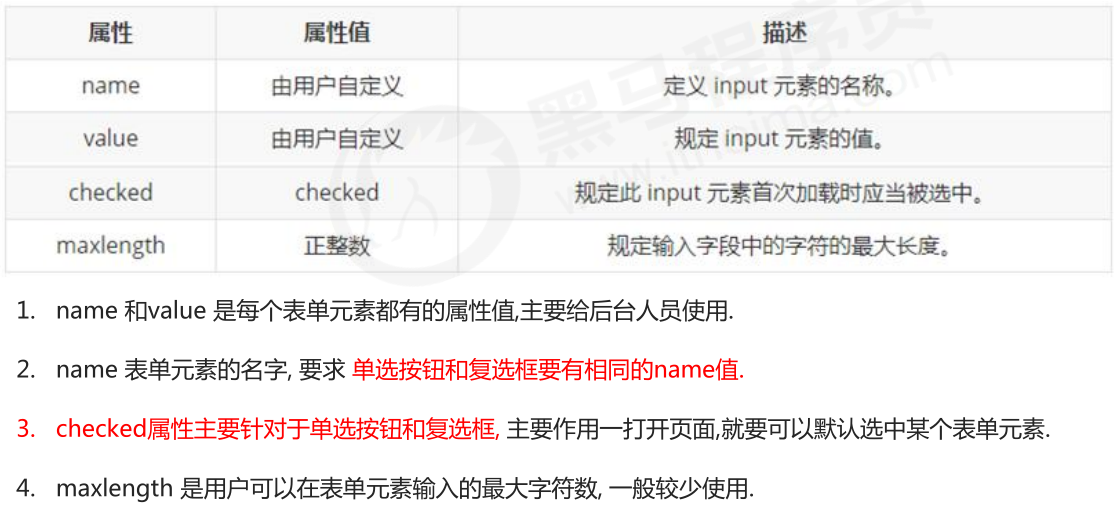 属性 属性值 描述
name 由用户自定义 定义 input 元素的名称。
value 由用户自定义 规定 input 元素的值。
checked checked 规定此 input 元素首次加载时应当被选中。
maxlength 正整数 规定输入字段中的字符的最大长度。
黑马程序员
www.itheima.com
1. name 和value 是每个表单元素都有的属性值,主要给后台人员使用.
2. name 表单元素的名字, 要求 单选按钮和复选框要有相同的name值.
3. checked属性主要针对于单选按钮和复选框, 主要作用一打开页面,就要可以默认选中某个表单元素.
4. maxlength 是用户可以在表单元素输入的最大字符数, 一般较少使用.